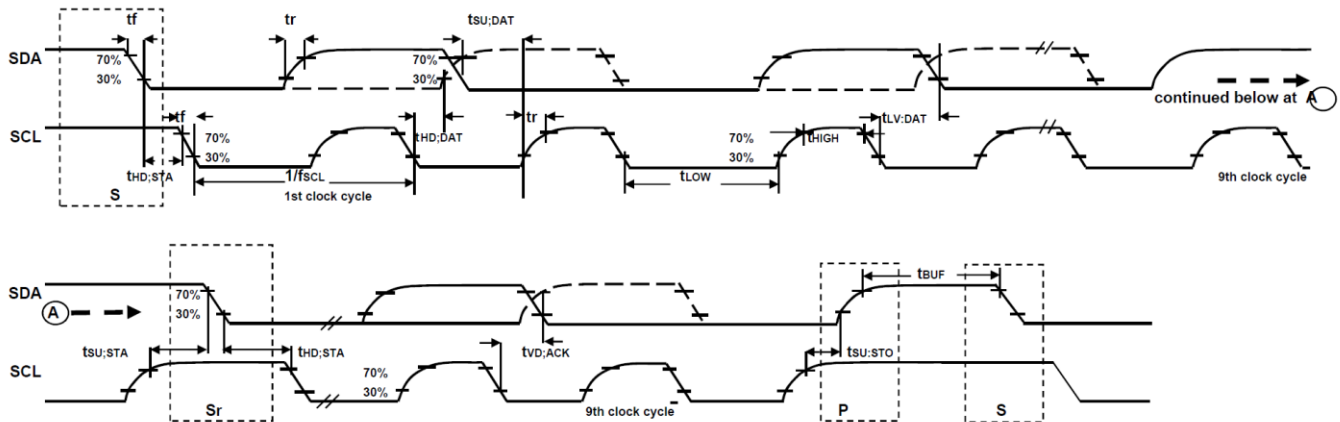 tf tr tSU;DAT
SDA 70% 70%
30% 30%
continued below at A
tf tHD;DAT tr tHIGH tLV:DAT
SCL 70% 70%
30% 30%
tHD;STA 1/fSCL tLOW
S 1st clock cycle 9th clock cycle
tBUF
SDA 70%
A 30%
tSU;STA tHD;STA tVD;ACK tSU:STO
SCL 70%
30%
Sr 9th clock cycle P S